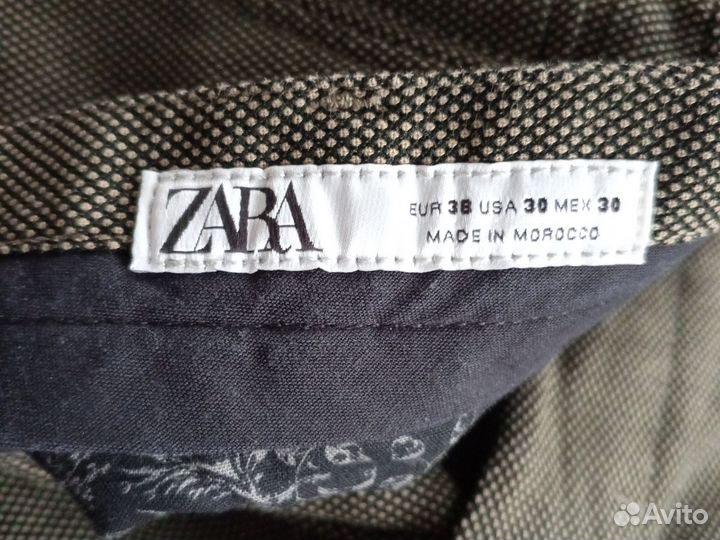 ZARA
EUR 38 USA 30 MEX 30
MADE IN MOROCCO
Avito